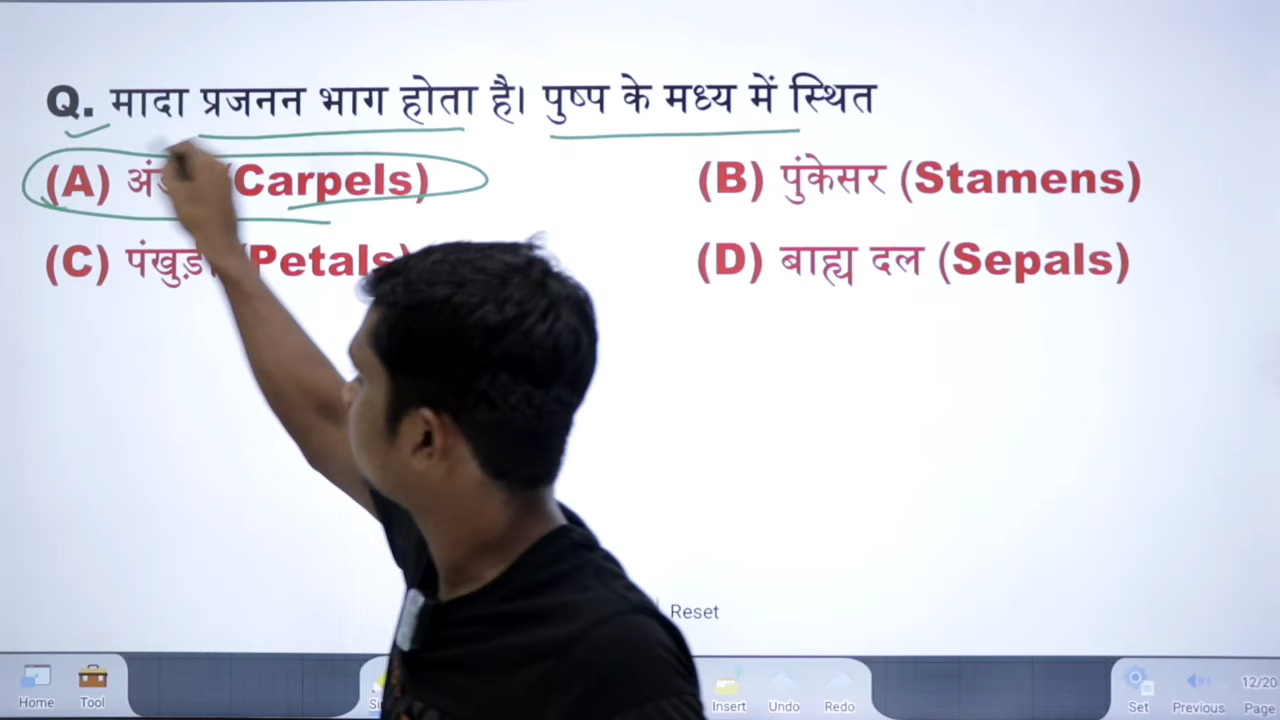 Q. मादा प्रजनन भाग होता है। पुष्प के मध्य में स्थित
(A) (Carpels)
(B) पुंकेसर (Stamens)
(C) (Petals)
(D) बाह्य दल (Sepals)
Reset
Home
Tool
Insert
Undo
Redo
Set
Previous
12/20
Page